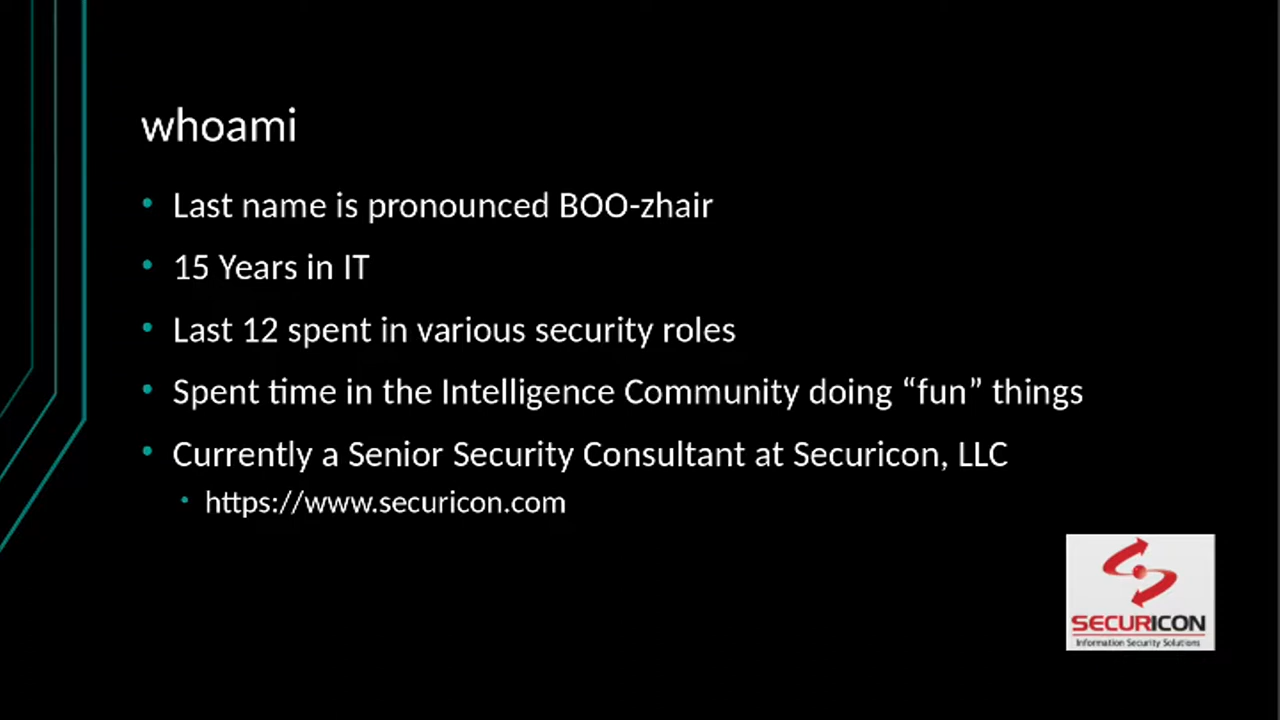 whoami
Last name is pronounced BOO-zhair
15 Years in IT
Last 12 spent in various security roles
Spent time in the Intelligence Community doing “fun” things
Currently a Senior Security Consultant at Securicon, LLC
https://www.securicon.com
SECURICON
Information Security Solutions